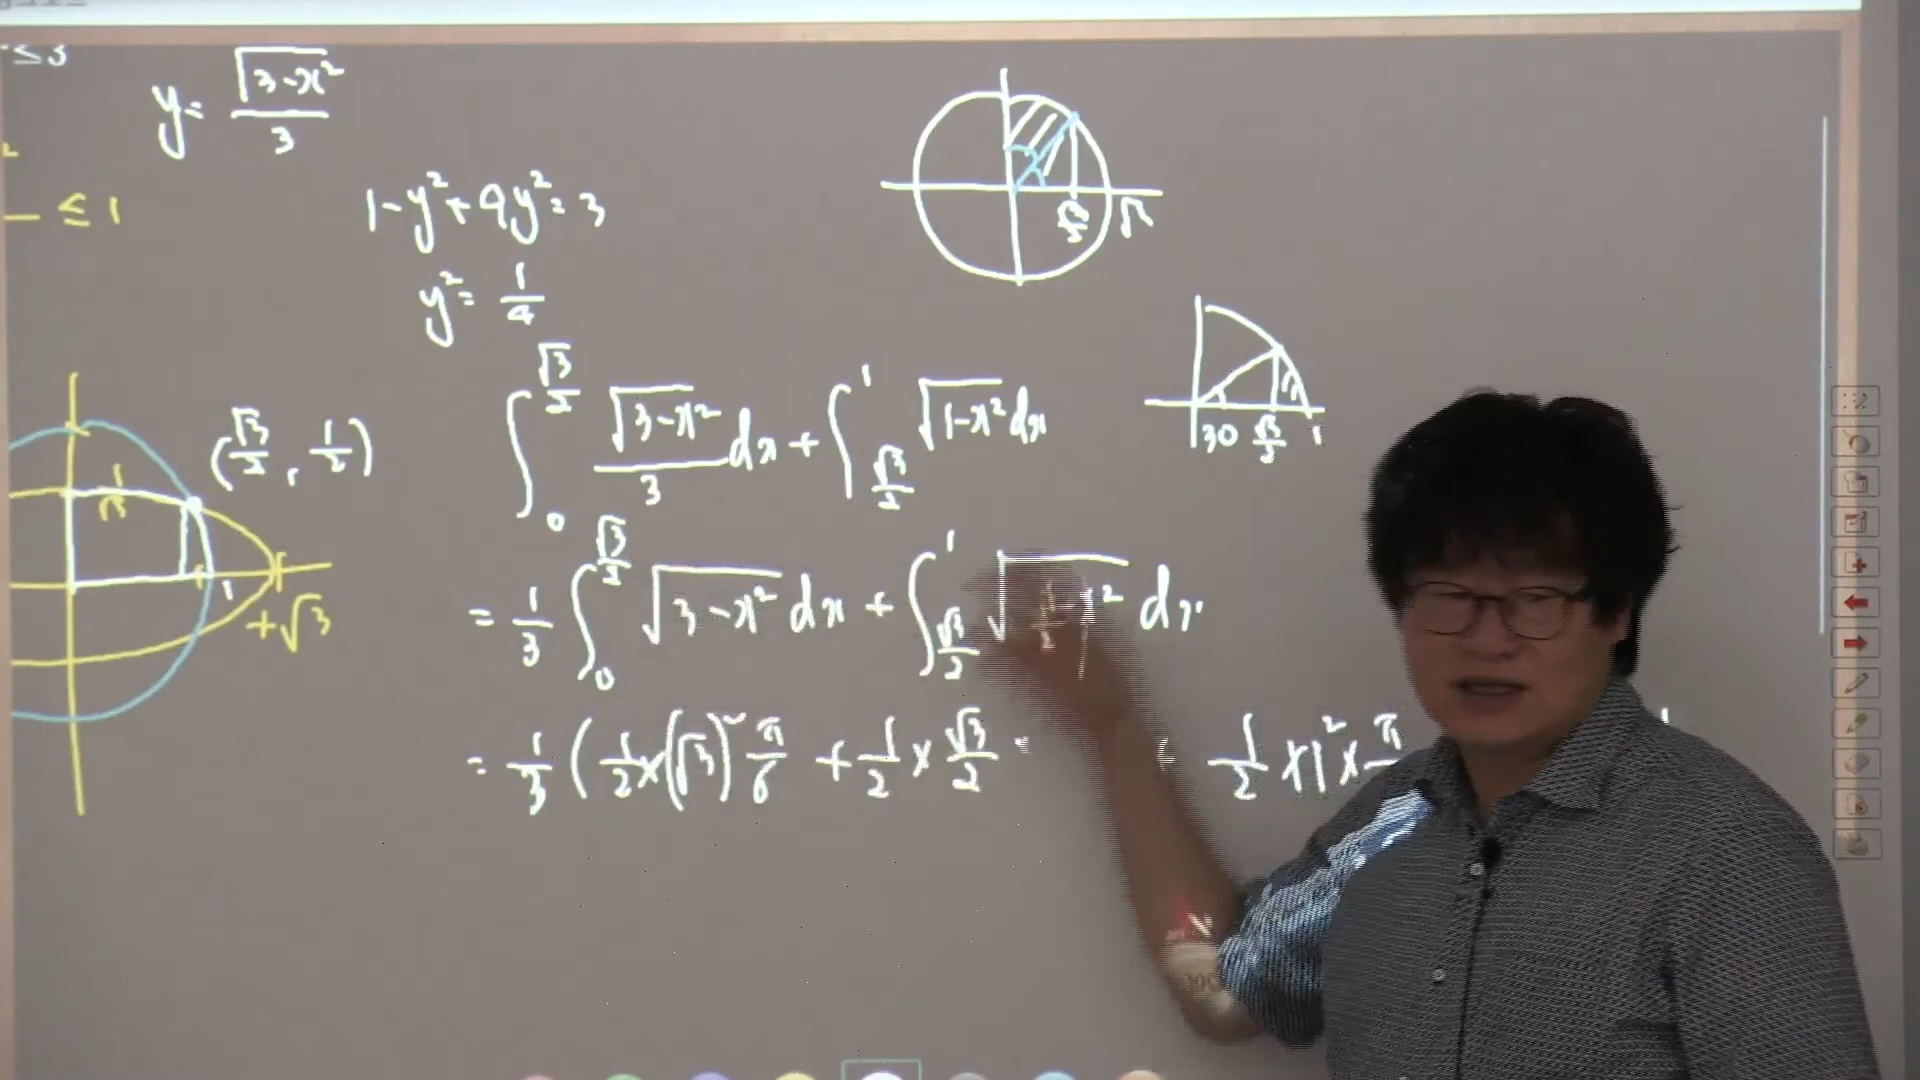 ≤3
y = √(3-x²)/3
≤ 1
1-y²+9y²=3
y² = 1/4
√3/2 √3
(√3/2, 1/2)
∫₀^(√3/2) √(3-x²)/3 dx + ∫_(√3/2)^1 √(1-x²) dx
30 √3/2 1
1
+√3
= 1/3 ∫₀^(√3/2) √(3-x²) dx + ∫_(√3/2)^1 √ ² dx
= 1/3 ( 1/2 × (√3)² π/6 + 1/2 × √3/2 1/2 × 1² × π